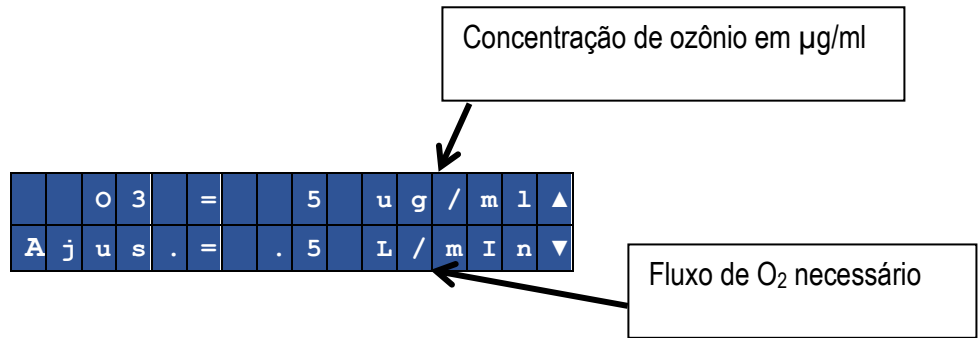 Concentração de ozônio em µg/ml
O3 = 5 ug/ml ▲
Ajus.= .5 L/mIn ▼
Fluxo de O₂ necessário